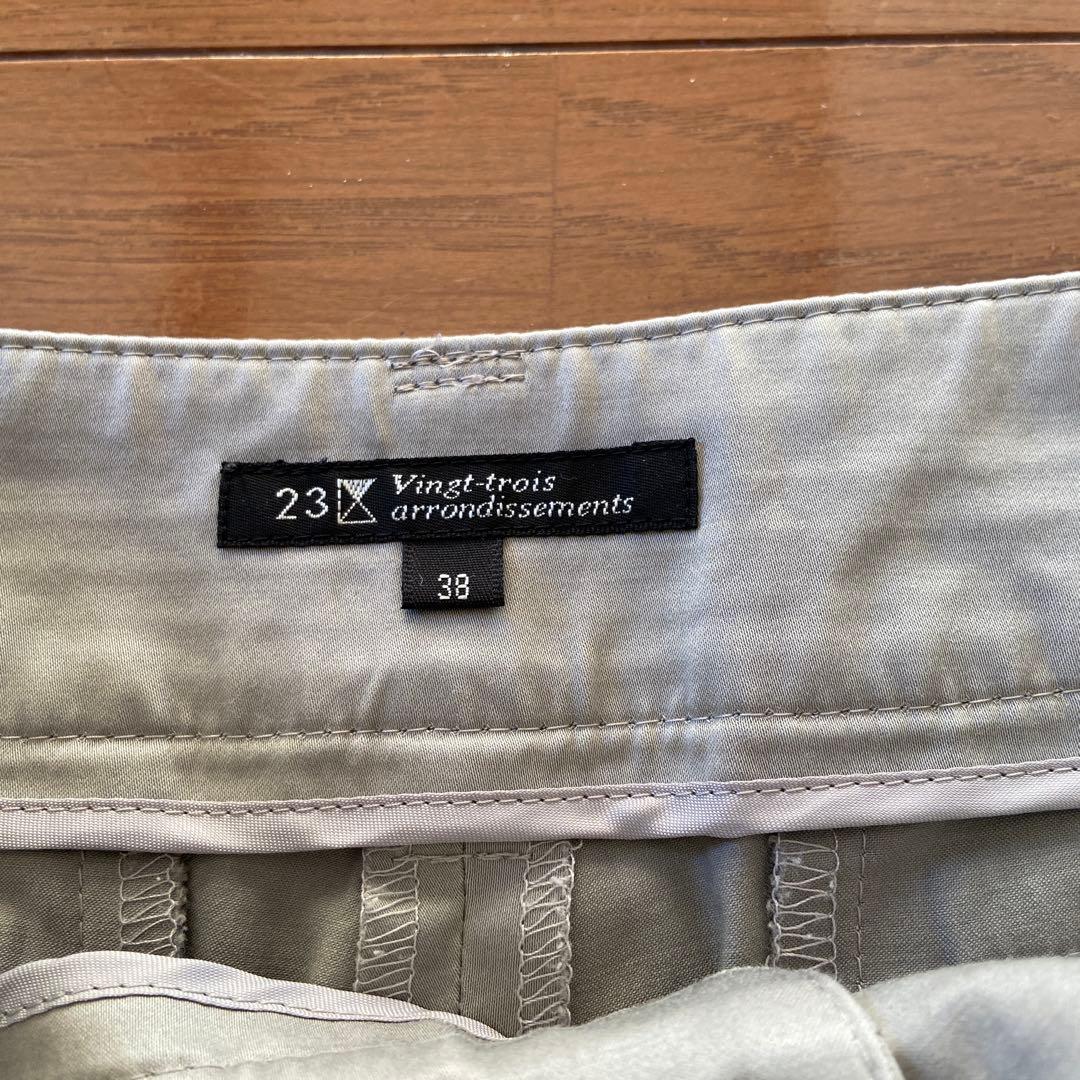 23 Vingt-trois
arrondissements
38